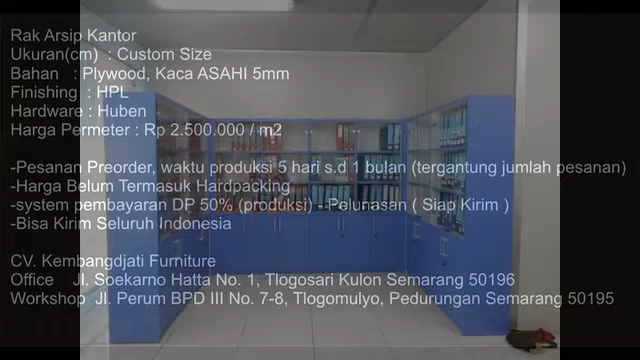 Rak Arsip Kantor
Ukuran(cm) : Custom Size
Bahan : Plywood, Kaca ASAHI 5mm
Finishing : HPL
Hardware : Huben
Harga Permeter : Rp 2.500.000 / m2
-Pesanan Preorder, waktu produksi 5 hari s.d 1 bulan (tergantung jumlah pesanan)
-Harga Belum Termasuk Hardpacking
-system pembayaran DP 50% (produksi) - Pelunasan ( Siap Kirim )
-Bisa Kirim Seluruh Indonesia
CV. Kembangdjati Furniture
Office Jl. Soekarno Hatta No. 1, Tlogosari Kulon Semarang 50196
Workshop Jl. Perum BPD III No. 7-8, Tlogomulyo, Pedurungan Semarang 50195